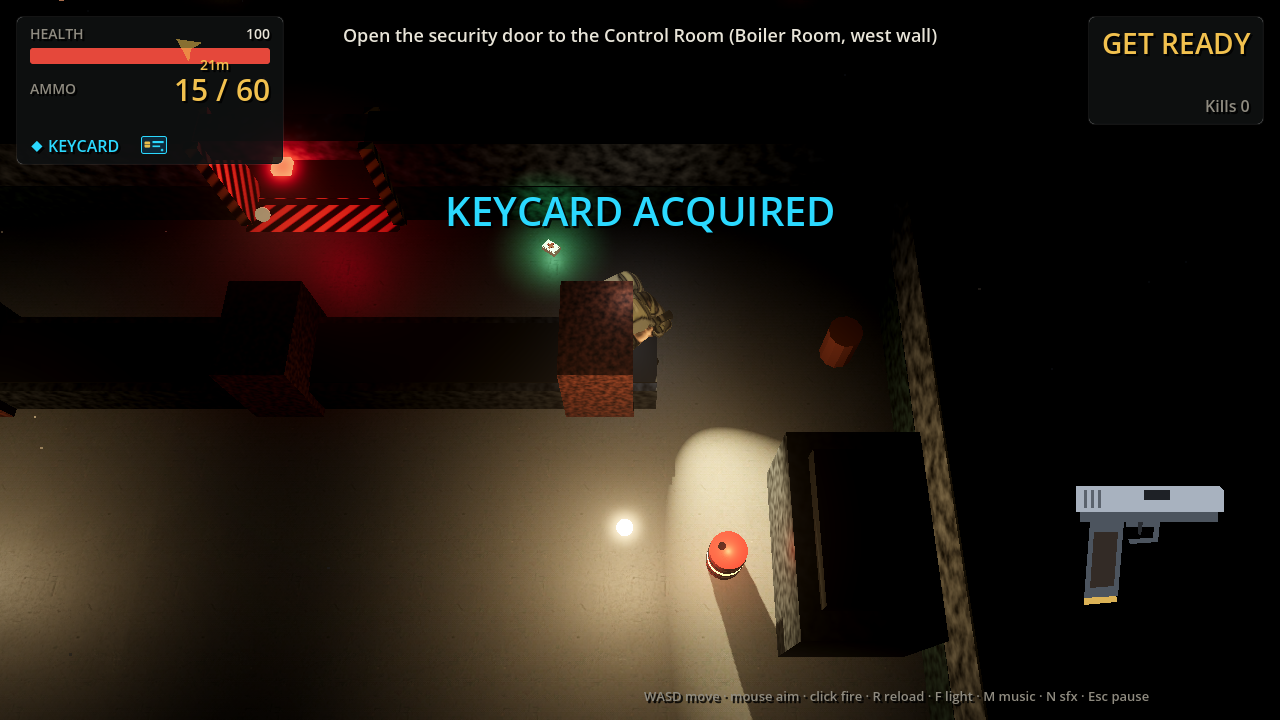 HEALTH 100
21m
AMMO 15 / 60
◆ KEYCARD
Open the security door to the Control Room (Boiler Room, west wall)
GET READY
Kills 0
KEYCARD ACQUIRED
WASD move · mouse aim · click fire · R reload · F light · M music · N sfx · Esc pause